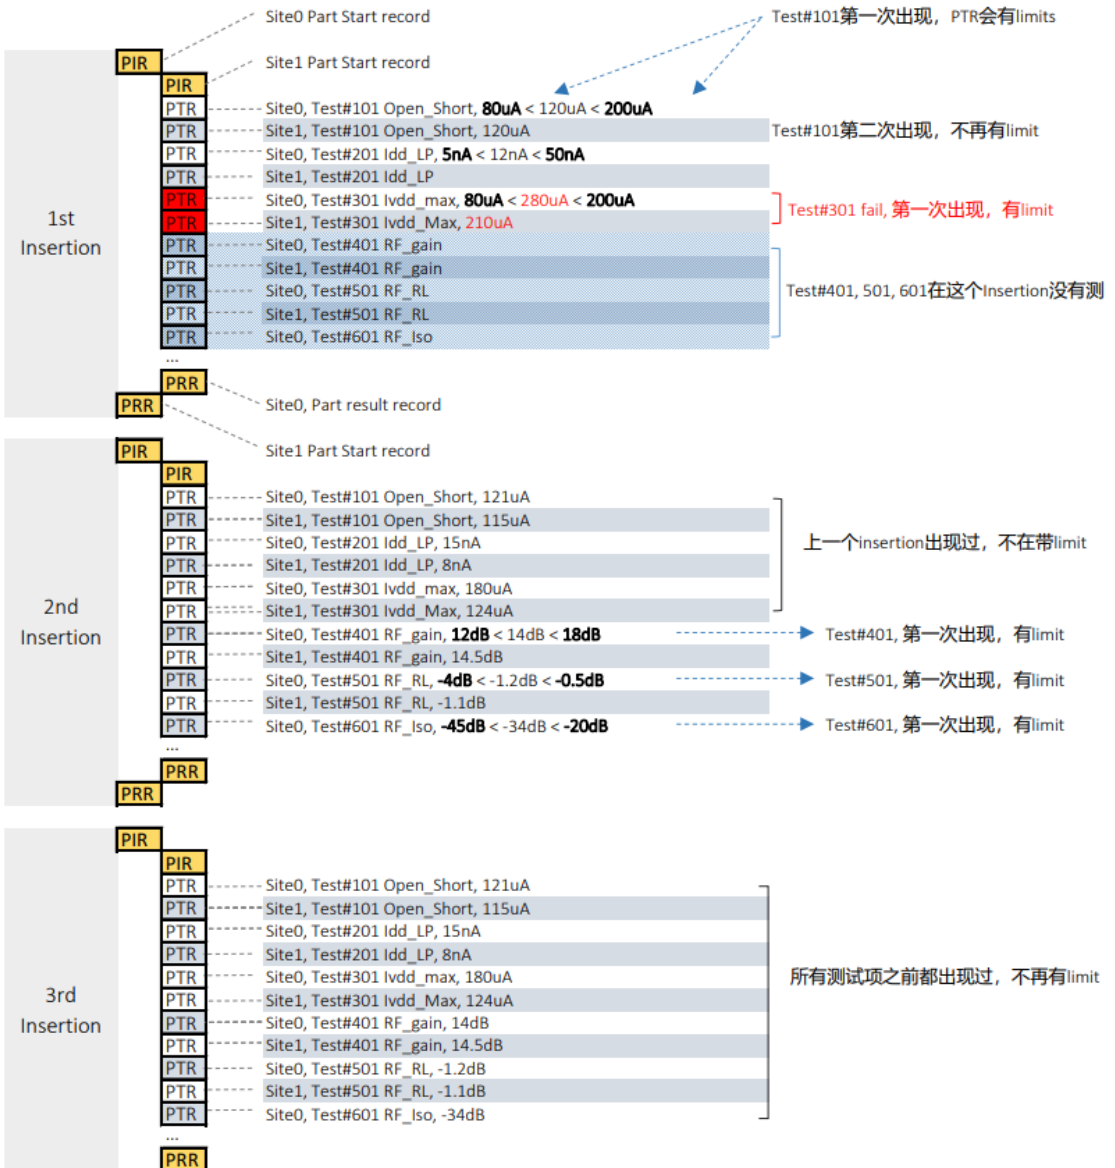 Site0 Part Start record
Test#101第一次出现，PTR会有limits
PIR
Site1 Part Start record
PIR
PTR Site0, Test#101 Open_Short, 80uA < 120uA < 200uA
PTR Site1, Test#101 Open_Short, 120uA Test#101第二次出现，不再有limit
PTR Site0, Test#201 Idd_LP, 5nA < 12nA < 50nA
PTR Site1, Test#201 Idd_LP
PTR Site0, Test#301 Ivdd_max, 80uA < 280uA < 200uA
1st
Insertion
Test#301 fail, 第一次出现，有limit
PTR Site1, Test#301 Ivdd_Max, 210uA
PTR Site0, Test#401 RF_gain
PTR Site1, Test#401 RF_gain
PTR Site0, Test#501 RF_RL Test#401, 501, 601在这个Insertion没有测
PTR Site1, Test#501 RF_RL
PTR Site0, Test#601 RF_Iso
...
PRR
PRR Site0, Part result record
PIR Site1 Part Start record
PIR
PTR Site0, Test#101 Open_Short, 121uA
PTR Site1, Test#101 Open_Short, 115uA
PTR Site0, Test#201 Idd_LP, 15nA 上一个insertion出现过，不在带limit
PTR Site1, Test#201 Idd_LP, 8nA
PTR Site0, Test#301 Ivdd_max, 180uA
2nd
Insertion
PTR Site1, Test#301 Ivdd_Max, 124uA
PTR Site0, Test#401 RF_gain, 12dB < 14dB < 18dB Test#401, 第一次出现，有limit
PTR Site1, Test#401 RF_gain, 14.5dB
PTR Site0, Test#501 RF_RL, -4dB < -1.2dB < -0.5dB Test#501, 第一次出现，有limit
PTR Site1, Test#501 RF_RL, -1.1dB
PTR Site0, Test#601 RF_Iso, -45dB < -34dB < -20dB Test#601, 第一次出现，有limit
...
PRR
PRR
PIR
PIR
PTR Site0, Test#101 Open_Short, 121uA
PTR Site1, Test#101 Open_Short, 115uA
PTR Site0, Test#201 Idd_LP, 15nA
PTR Site1, Test#201 Idd_LP, 8nA
PTR Site0, Test#301 Ivdd_max, 180uA 所有测试项之前都出现过，不再有limit
3rd
Insertion
PTR Site1, Test#301 Ivdd_Max, 124uA
PTR Site0, Test#401 RF_gain, 14dB
PTR Site1, Test#401 RF_gain, 14.5dB
PTR Site0, Test#501 RF_RL, -1.2dB
PTR Site1, Test#501 RF_RL, -1.1dB
PTR Site0, Test#601 RF_Iso, -34dB
...
PRR